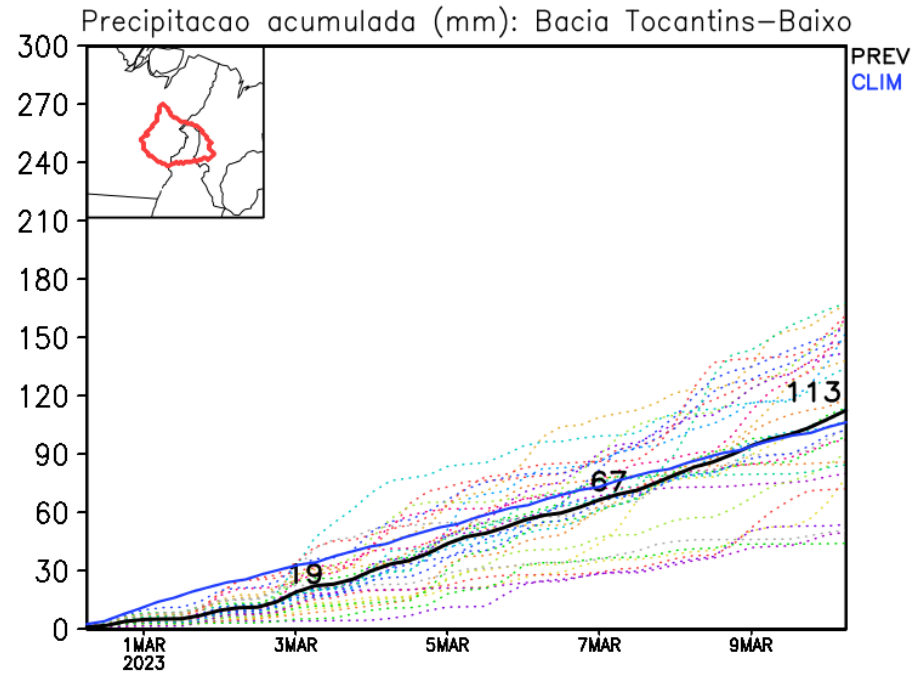 Precipitacao acumulada (mm): Bacia Tocantins-Baixo
PREV
CLIM
300
270
240
210
180
150
120
90
60
30
0
113
67
19
1MAR
2023
3MAR
5MAR
7MAR
9MAR